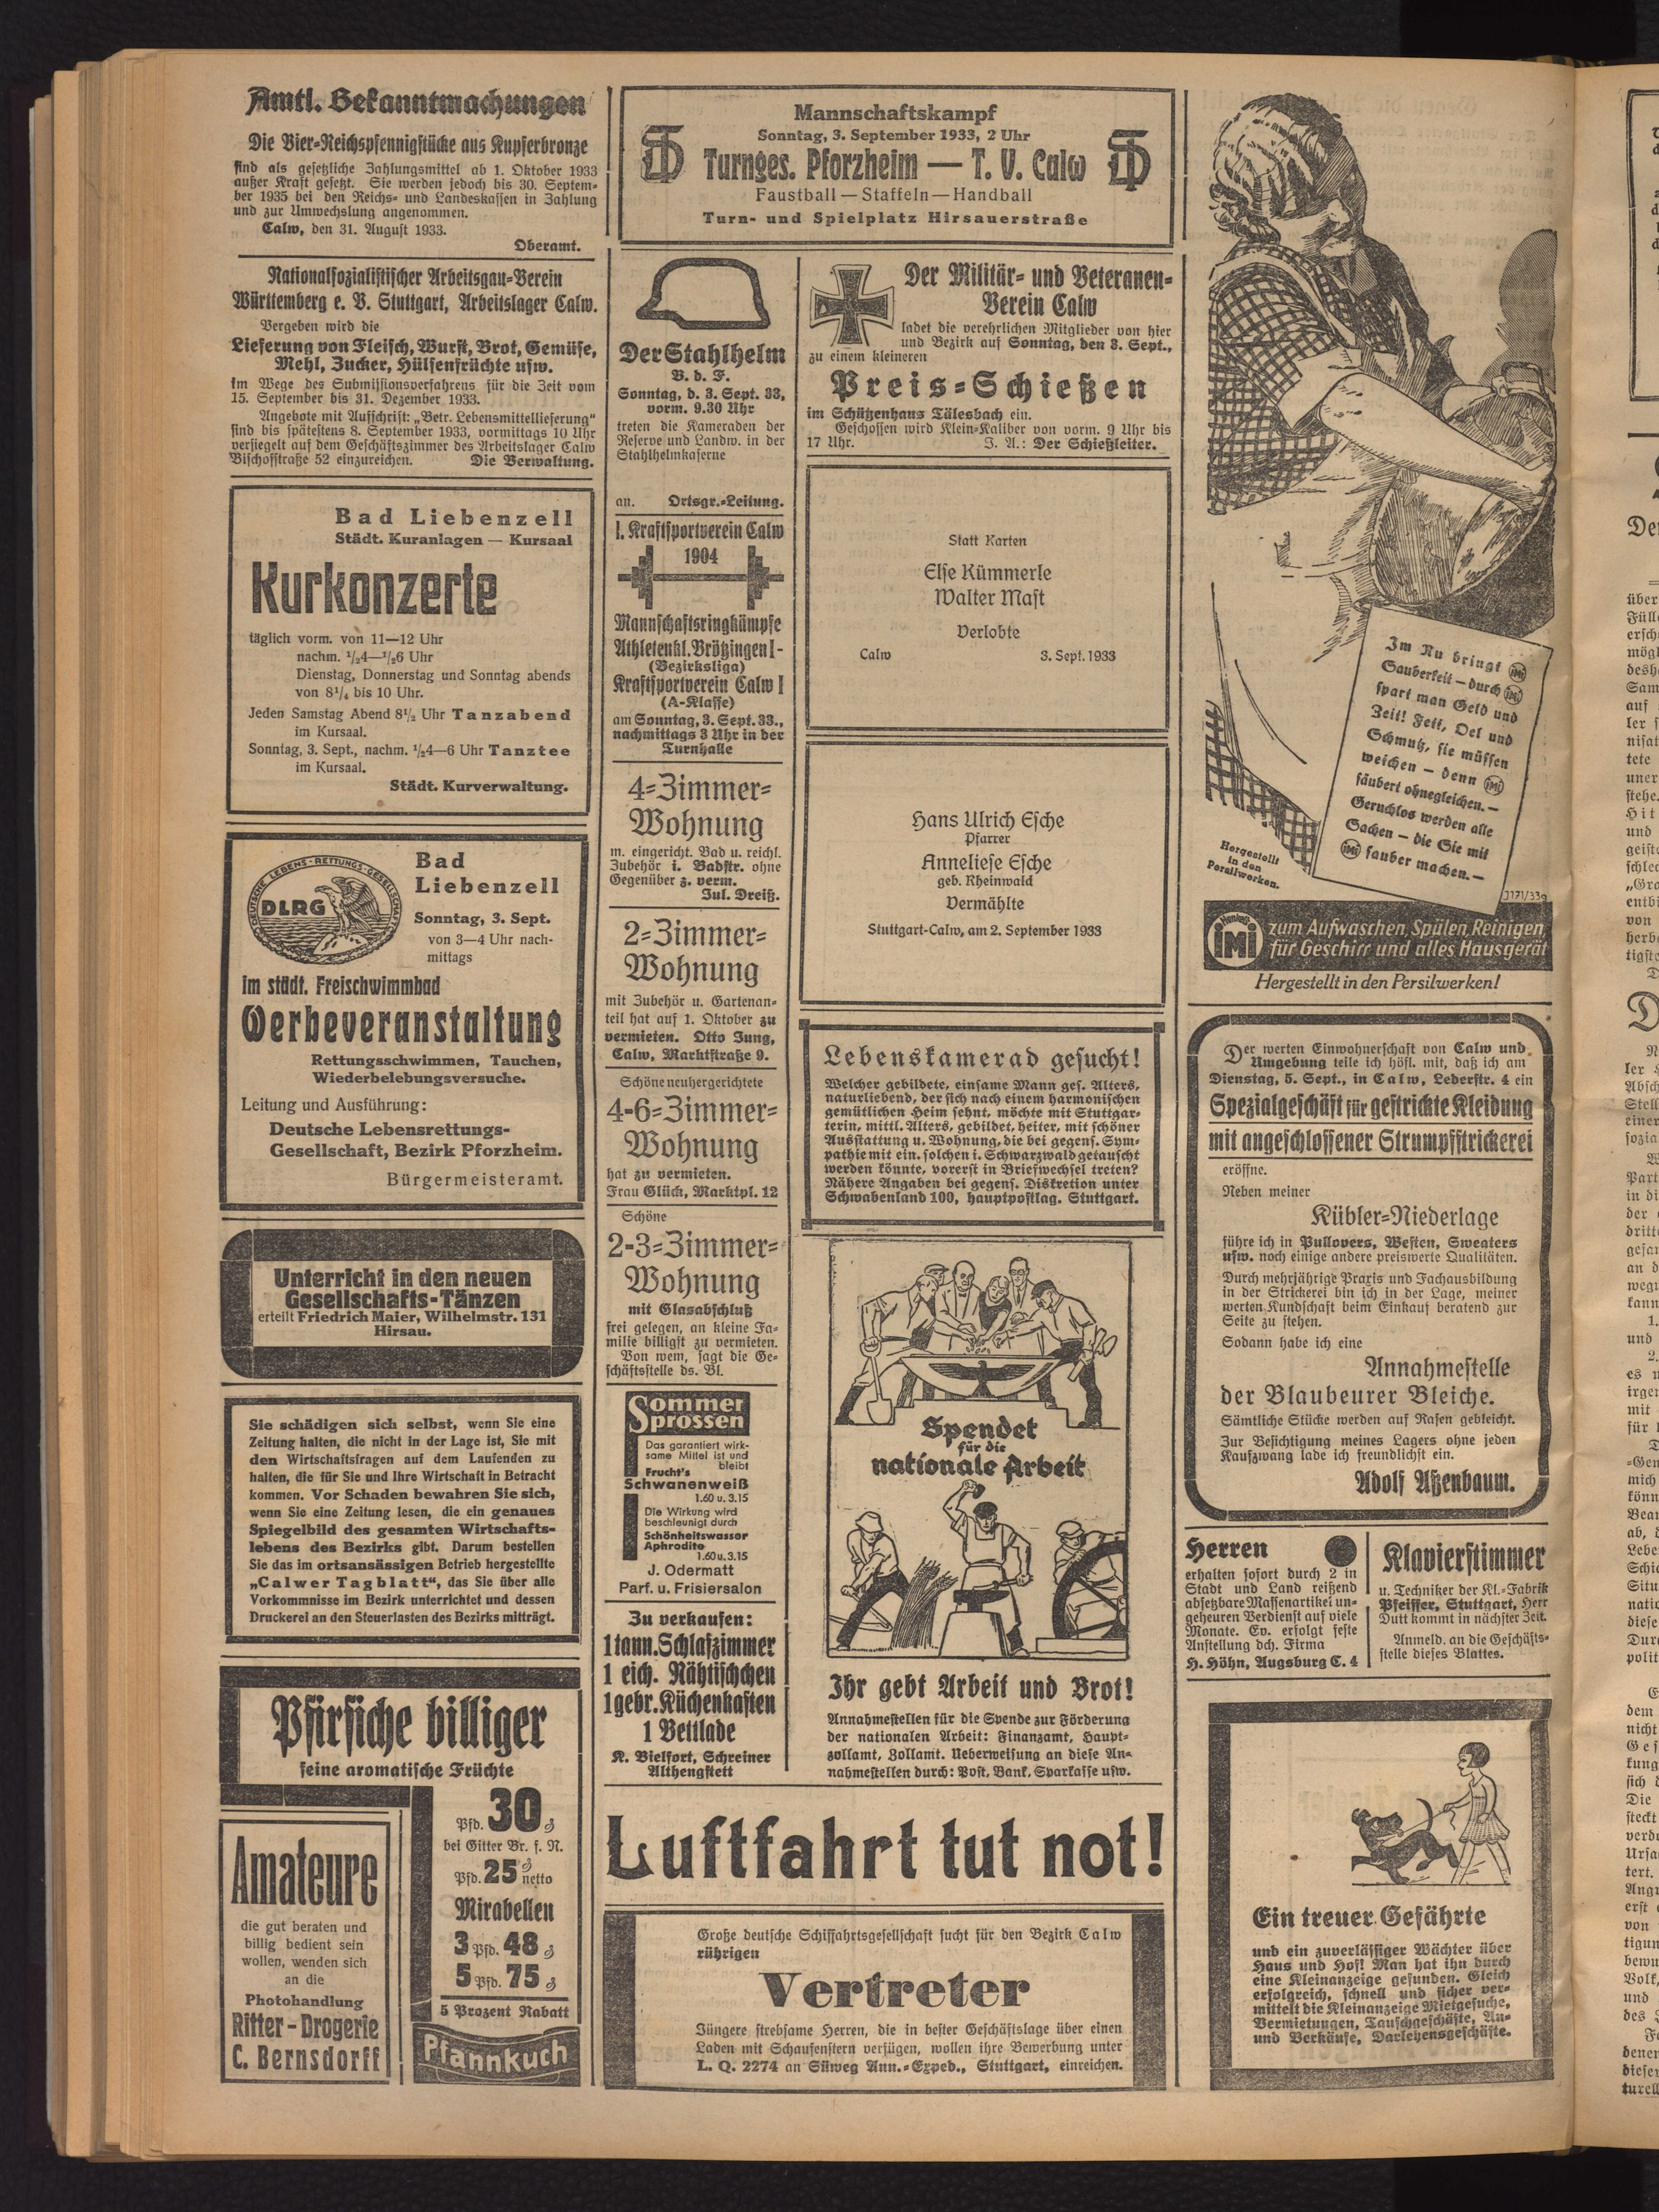 Amtl. Bekanntmachungen
Die Vier-Reichspfennigstücke aus Kupferbronze
sind als gesetzliche Zahlungsmittel ab 1. Oktober 1933
außer Kraft gesetzt. Sie werden jedoch bis 30. Septem-
ber 1935 bei den Reichs- und Landeskassen in Zahlung
und zur Umwechslung angenommen.
Calw, den 31. August 1933.
Oberamt.
Nationalsozialistischer Arbeitsgau-Verein
Württemberg e. V. Stuttgart, Arbeitslager Calw.
Vergeben wird die
Lieferung von Fleisch, Wurst, Brot, Gemüse,
Mehl, Zucker, Hülsenfrüchte usw.
im Wege des Submissionsverfahrens für die Zeit vom
15. September bis 31. Dezember 1933.
Angebote mit Aufschrift: „Betr. Lebensmittellieferung“
sind bis spätestens 8. September 1933, vormittags 10 Uhr
versiegelt auf dem Geschäftszimmer des Arbeitslager Calw
Bischofstraße 52 einzureichen. Die Verwaltung.
Bad Liebenzell
Städt. Kuranlagen — Kursaal
Kurkonzerte
täglich vorm. von 11—12 Uhr
nachm. 1/24—1/26 Uhr
Dienstag, Donnerstag und Sonntag abends
von 8 1/4 bis 10 Uhr.
Jeden Samstag Abend 8 1/2 Uhr Tanzabend
im Kursaal.
Sonntag, 3. Sept., nachm. 1/24—6 Uhr Tanztee
im Kursaal.
Städt. Kurverwaltung.
DEUTSCHE LEBENS-RETTUNGS-GESELLSCHAFT
DLRG
Bad
Liebenzell
Sonntag, 3. Sept.
von 3—4 Uhr nach-
mittags
im städt. Freischwimmbad
Werbeveranstaltung
Rettungsschwimmen, Tauchen,
Wiederbelebungsversuche.
Leitung und Ausführung:
Deutsche Lebensrettungs-
Gesellschaft, Bezirk Pforzheim.
Bürgermeisteramt.
Unterricht in den neuen
Gesellschafts-Tänzen
erteilt Friedrich Maier, Wilhelmstr. 131
Hirsau.
Sie schädigen sich selbst, wenn Sie eine
Zeitung halten, die nicht in der Lage ist, Sie mit
den Wirtschaftsfragen auf dem Laufenden zu
halten, die für Sie und Ihre Wirtschaft in Betracht
kommen. Vor Schaden bewahren Sie sich,
wenn Sie eine Zeitung lesen, die ein genaues
Spiegelbild des gesamten Wirtschafts-
lebens des Bezirks gibt. Darum bestellen
Sie das im ortsansässigen Betrieb hergestellte
„Calwer Tagblatt“, das Sie über alle
Vorkommnisse im Bezirk unterrichtet und dessen
Druckerei an den Steuerlasten des Bezirks mitträgt.
Pfirsiche billiger
feine aromatische Früchte
Pfd. 30 ₰
bei Gitter Br. f. N.
Pfd. 25 ₰ netto
Mirabellen
3 Pfd. 48 ₰
5 Pfd. 75 ₰
5 Prozent Rabatt
Pfannkuch
Amateure
die gut beraten und
billig bedient sein
wollen, wenden sich
an die
Photohandlung
Ritter-Drogerie
C. Bernsdorff
Mannschaftskampf
Sonntag, 3. September 1933, 2 Uhr
Turnges. Pforzheim — T. V. Calw
Faustball — Staffeln — Handball
Turn- und Spielplatz Hirsauerstraße
Der Stahlhelm
B. d. F.
Sonntag, d. 3. Sept. 33,
vorm. 9.30 Uhr
treten die Kameraden der
Reserve und Landw. in der
Stahlhelmkaserne
an. Ortsgr.-Leitung.
I. Kraftsportverein Calw
1904
Mannschaftsringkämpfe
Athletenkl. Brötzingen I-
(Bezirksliga)
Kraftsportverein Calw I
(A-Klasse)
am Sonntag, 3. Sept. 33.,
nachmittags 3 Uhr in der
Turnhalle
4-Zimmer-
Wohnung
m. eingericht. Bad u. reichl.
Zubehör i. Badstr. ohne
Gegenüber z. verm.
Jul. Dreiß.
2-Zimmer-
Wohnung
mit Zubehör u. Gartenan-
teil hat auf 1. Oktober zu
vermieten. Otto Jung,
Calw, Marktstraße 9.
Schöne neuhergerichtete
4-6-Zimmer-
Wohnung
hat zu vermieten.
Frau Glück, Marktpl. 12
Schöne
2-3-Zimmer-
Wohnung
mit Glasabschluß
frei gelegen, an kleine Fa-
milie billigst zu vermieten.
Von wem, sagt die Ge-
schäftsstelle ds. Bl.
Sommer
sprossen
Das garantiert wirk-
same Mittel ist und
bleibt
Frucht's
Schwanenweiß
1.60 u. 3.15
Die Wirkung wird
beschleunigt durch
Schönheitswasser
Aphrodite
1.60 u. 3.15
J. Odermatt
Parf. u. Frisiersalon
Zu verkaufen:
1 tann. Schlafzimmer
1 eich. Nähtischchen
1 gebr. Küchenkasten
1 Bettlade
K. Bielfort, Schreiner
Althengstett
Der Militär- und Veteranen-
Verein Calw
ladet die verehrlichen Mitglieder von hier
und Bezirk auf Sonntag, den 3. Sept.,
zu einem kleineren
Preis-Schießen
im Schützenhaus Tälesbach ein.
Geschossen wird Klein-Kaliber von vorm. 9 Uhr bis
17 Uhr. J. A.: Der Schießleiter.
Statt Karten
Else Kümmerle
Walter Mast
Verlobte
Calw 3. Sept. 1933
Hans Ulrich Esche
Pfarrer
Anneliese Esche
geb. Rheinwald
Vermählte
Stuttgart-Calw, am 2. September 1933
Lebenskamerad gesucht!
Welcher gebildete, einsame Mann ges. Alters,
naturliebend, der sich nach einem harmonischen
gemütlichen Heim sehnt, möchte mit Stuttgar-
terin, mittl. Alters, gebildet, heiter, mit schöner
Ausstattung u. Wohnung, die bei gegens. Sym-
pathie mit ein. solchen i. Schwarzwald getauscht
werden könnte, vorerst in Briefwechsel treten?
Nähere Angaben bei gegens. Diskretion unter
Schwabenland 100, hauptpostlag. Stuttgart.
Spendet
für die
nationale Arbeit
Ihr gebt Arbeit und Brot!
Annahmestellen für die Spende zur Förderung
der nationalen Arbeit: Finanzamt, Haupt-
zollamt, Zollamt. Ueberweisung an diese An-
nahmestellen durch: Post, Bank, Sparkasse usw.
Luftfahrt tut not!
Große deutsche Schiffahrtsgesellschaft sucht für den Bezirk Calw
rührigen
Vertreter
Jüngere strebsame Herren, die in bester Geschäftslage über einen
Laden mit Schaufenstern verfügen, wollen ihre Bewerbung unter
L. Q. 2274 an Süweg Ann.-Exped., Stuttgart, einreichen.
Im Nu bringt iMi
Sauberkeit — durch iMi
spart man Geld und
Zeit! Fett, Oel und
Schmutz, sie müssen
weichen — denn iMi
säubert ohnegleichen. —
Geruchlos werden alle
Sachen — die Sie mit
iMi sauber machen. —
Hergestellt
in den
Persilwerken.
J171/33g
Henkel's
iMi
zum Aufwaschen, Spülen, Reinigen
für Geschirr und alles Hausgerät
Hergestellt in den Persilwerken!
Der werten Einwohnerschaft von Calw und
Umgebung teile ich höfl. mit, daß ich am
Dienstag, 5. Sept., in Calw, Lederstr. 4 ein
Spezialgeschäft für gestrickte Kleidung
mit angeschlossener Strumpfstrickerei
eröffne.
Neben meiner
Kübler-Niederlage
führe ich in Pullovers, Westen, Sweaters
usw. noch einige andere preiswerte Qualitäten.
Durch mehrjährige Praxis und Fachausbildung
in der Strickerei bin ich in der Lage, meiner
werten Kundschaft beim Einkauf beratend zur
Seite zu stehen.
Sodann habe ich eine
Annahmestelle
der Blaubeurer Bleiche.
Sämtliche Stücke werden auf Rasen gebleicht.
Zur Besichtigung meines Lagers ohne jeden
Kaufzwang lade ich freundlichst ein.
Adolf Aßenbaum.
Herren
erhalten sofort durch 2 in
Stadt und Land reißend
absetzbare Massenartikel un-
geheuren Verdienst auf viele
Monate. Ev. erfolgt feste
Anstellung dch. Firma
H. Höhn, Augsburg C. 4
Klavierstimmer
u. Techniker der Kl.-Fabrik
Pfeiffer, Stuttgart, Herr
Dutt kommt in nächster Zeit.
Anmeld. an die Geschäfts-
stelle dieses Blattes.
Ein treuer Gefährte
und ein zuverlässiger Wächter über
Haus und Hof! Man hat ihn durch
eine Kleinanzeige gefunden. Gleich
erfolgreich, schnell und sicher ver-
mittelt die Kleinanzeige Mietgesuche,
Vermietungen, Tauschgeschäfte, An-
und Verkäufe, Darlehensgeschäfte.